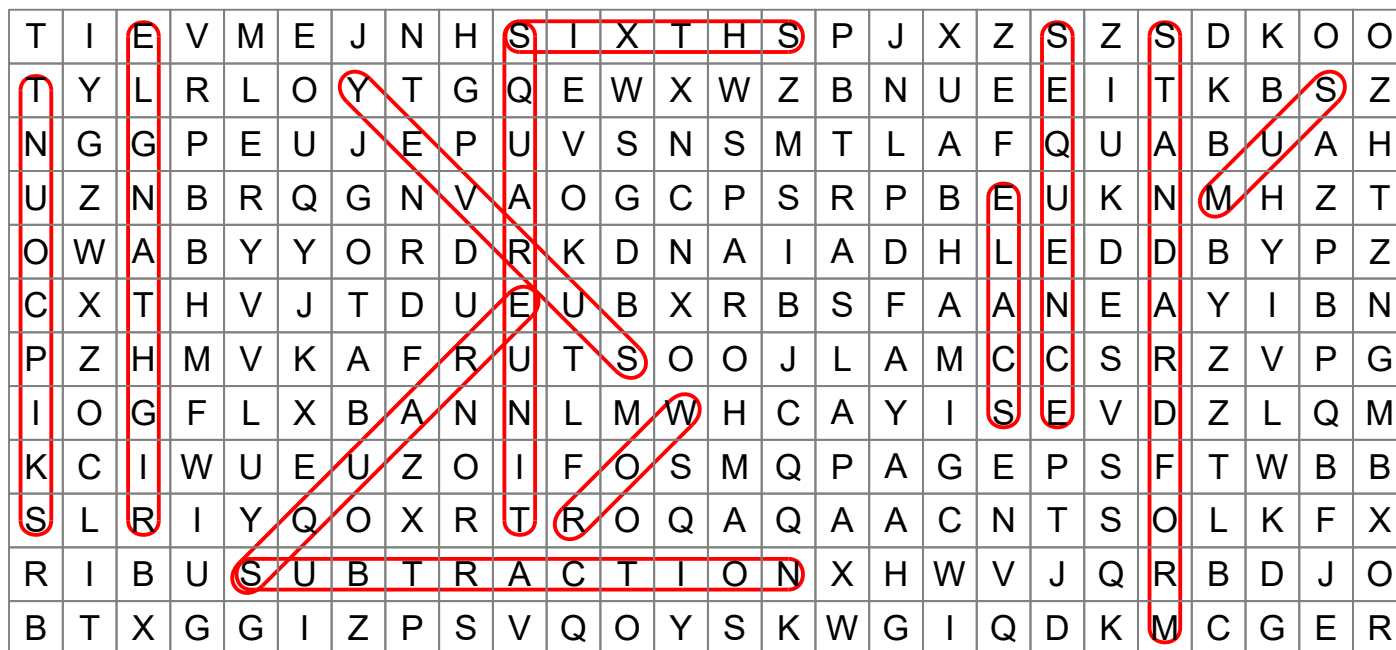 T I E V M E J N H S I X T H S P J X Z S Z S D K O O
T Y L R L O Y T G Q E W X W Z B N U E E I T K B S Z
N G G P E U J E P U V S N S M T L A F Q U A B U A H
U Z N B R Q G N V A O G C P S R P B E U K N M H Z T
O W A B Y Y O R D R K D N A I A D H L E D D B Y P Z
C X T H V J T D U E U B X R B S F A A N E A Y I B N
P Z H M V K A F R U T S O O J L A M C C S R Z V P G
I O G F L X B A N N L M W H C A Y I S E V D Z L Q M
K C I W U E U Z O I F O S M Q P A G E P S F T W B B
S L R I Y Q O X R T R O Q A Q A A C N T S O L K F X
R I B U S U B T R A C T I O N X H W V J Q R B D J O
B T X G G I Z P S V Q O Y S K W G I Q D K M C G E R